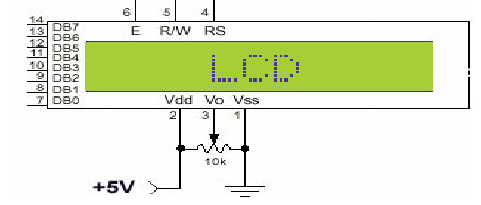 6 5 4
14 DB7 E R/W RS
13 DB6
12 DB5
11 DB4
10 DB3
9 DB2
8 DB1
7 DB0
LCD
Vdd Vo Vss
2 3 1
10k
+5V